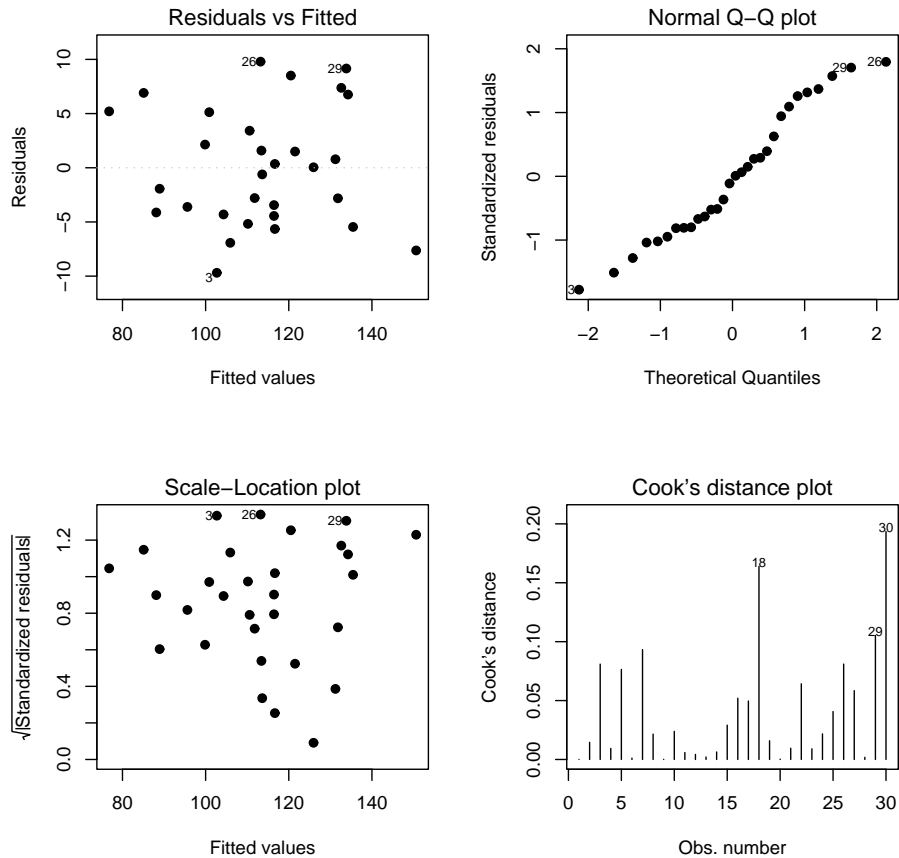 Residuals vs Fitted
Residuals
10
5
0
−5
−10
26
29
3
80 100 120 140
Fitted values
Normal Q−Q plot
Standardized residuals
2
1
0
−1
29
26
3
−2 −1 0 1 2
Theoretical Quantiles
Scale−Location plot
√|Standardized residuals|
1.2
0.8
0.4
0.0
3
26
29
80 100 120 140
Fitted values
Cook's distance plot
Cook's distance
0.20
0.15
0.10
0.05
0.00
30
18
29
0 5 10 15 20 25 30
Obs. number